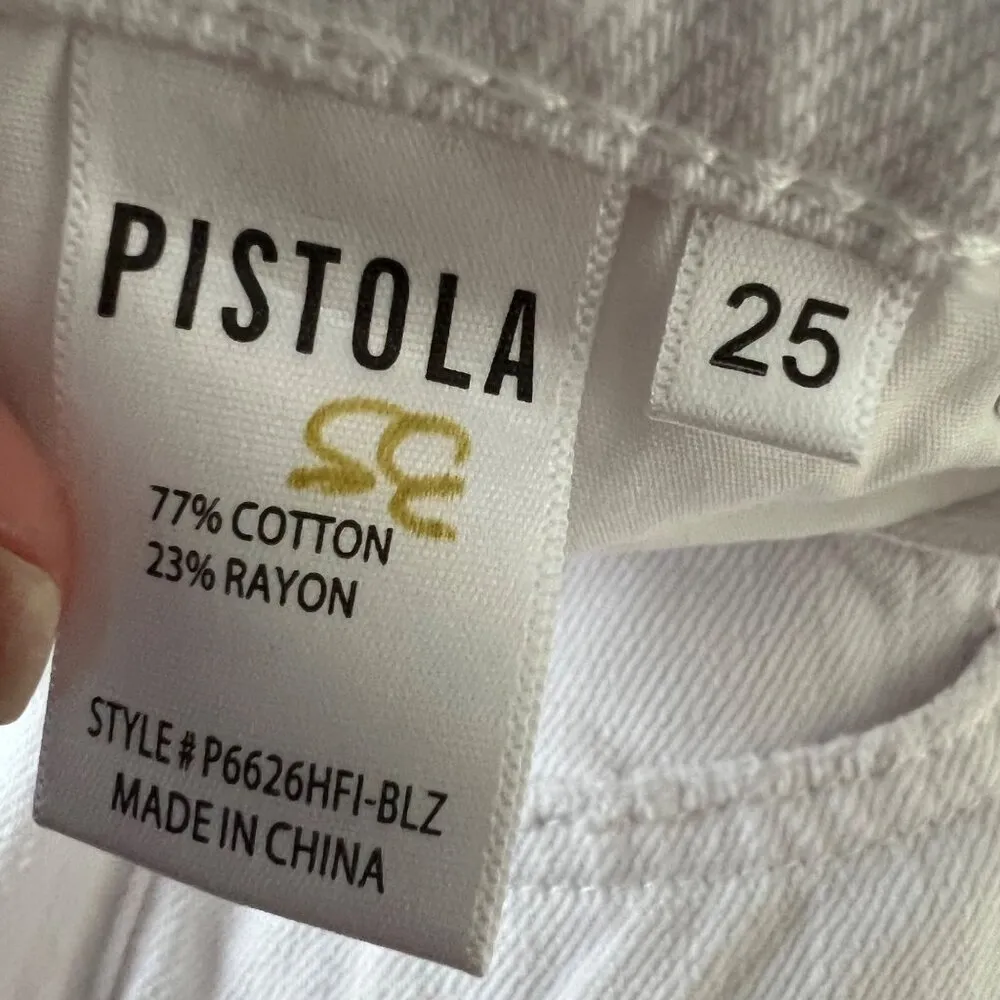 PISTOLA
77% COTTON
23% RAYON
STYLE # P6626HFI-BLZ
MADE IN CHINA
25